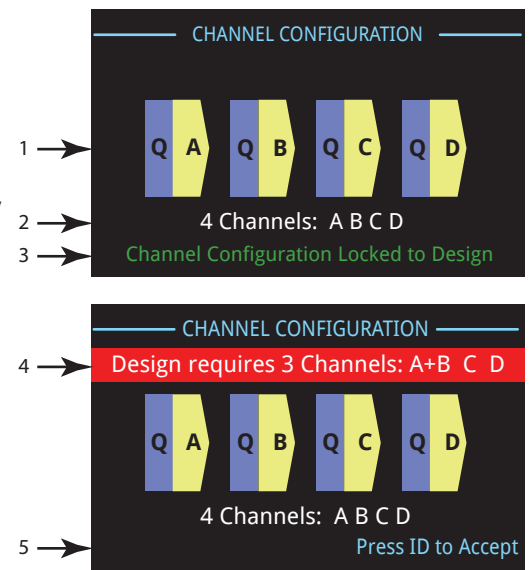 CHANNEL CONFIGURATION
1
Q A Q B Q C Q D
2
4 Channels: A B C D
3
Channel Configuration Locked to Design
CHANNEL CONFIGURATION
4
Design requires 3 Channels: A+B C D
Q A Q B Q C Q D
4 Channels: A B C D
5
Press ID to Accept